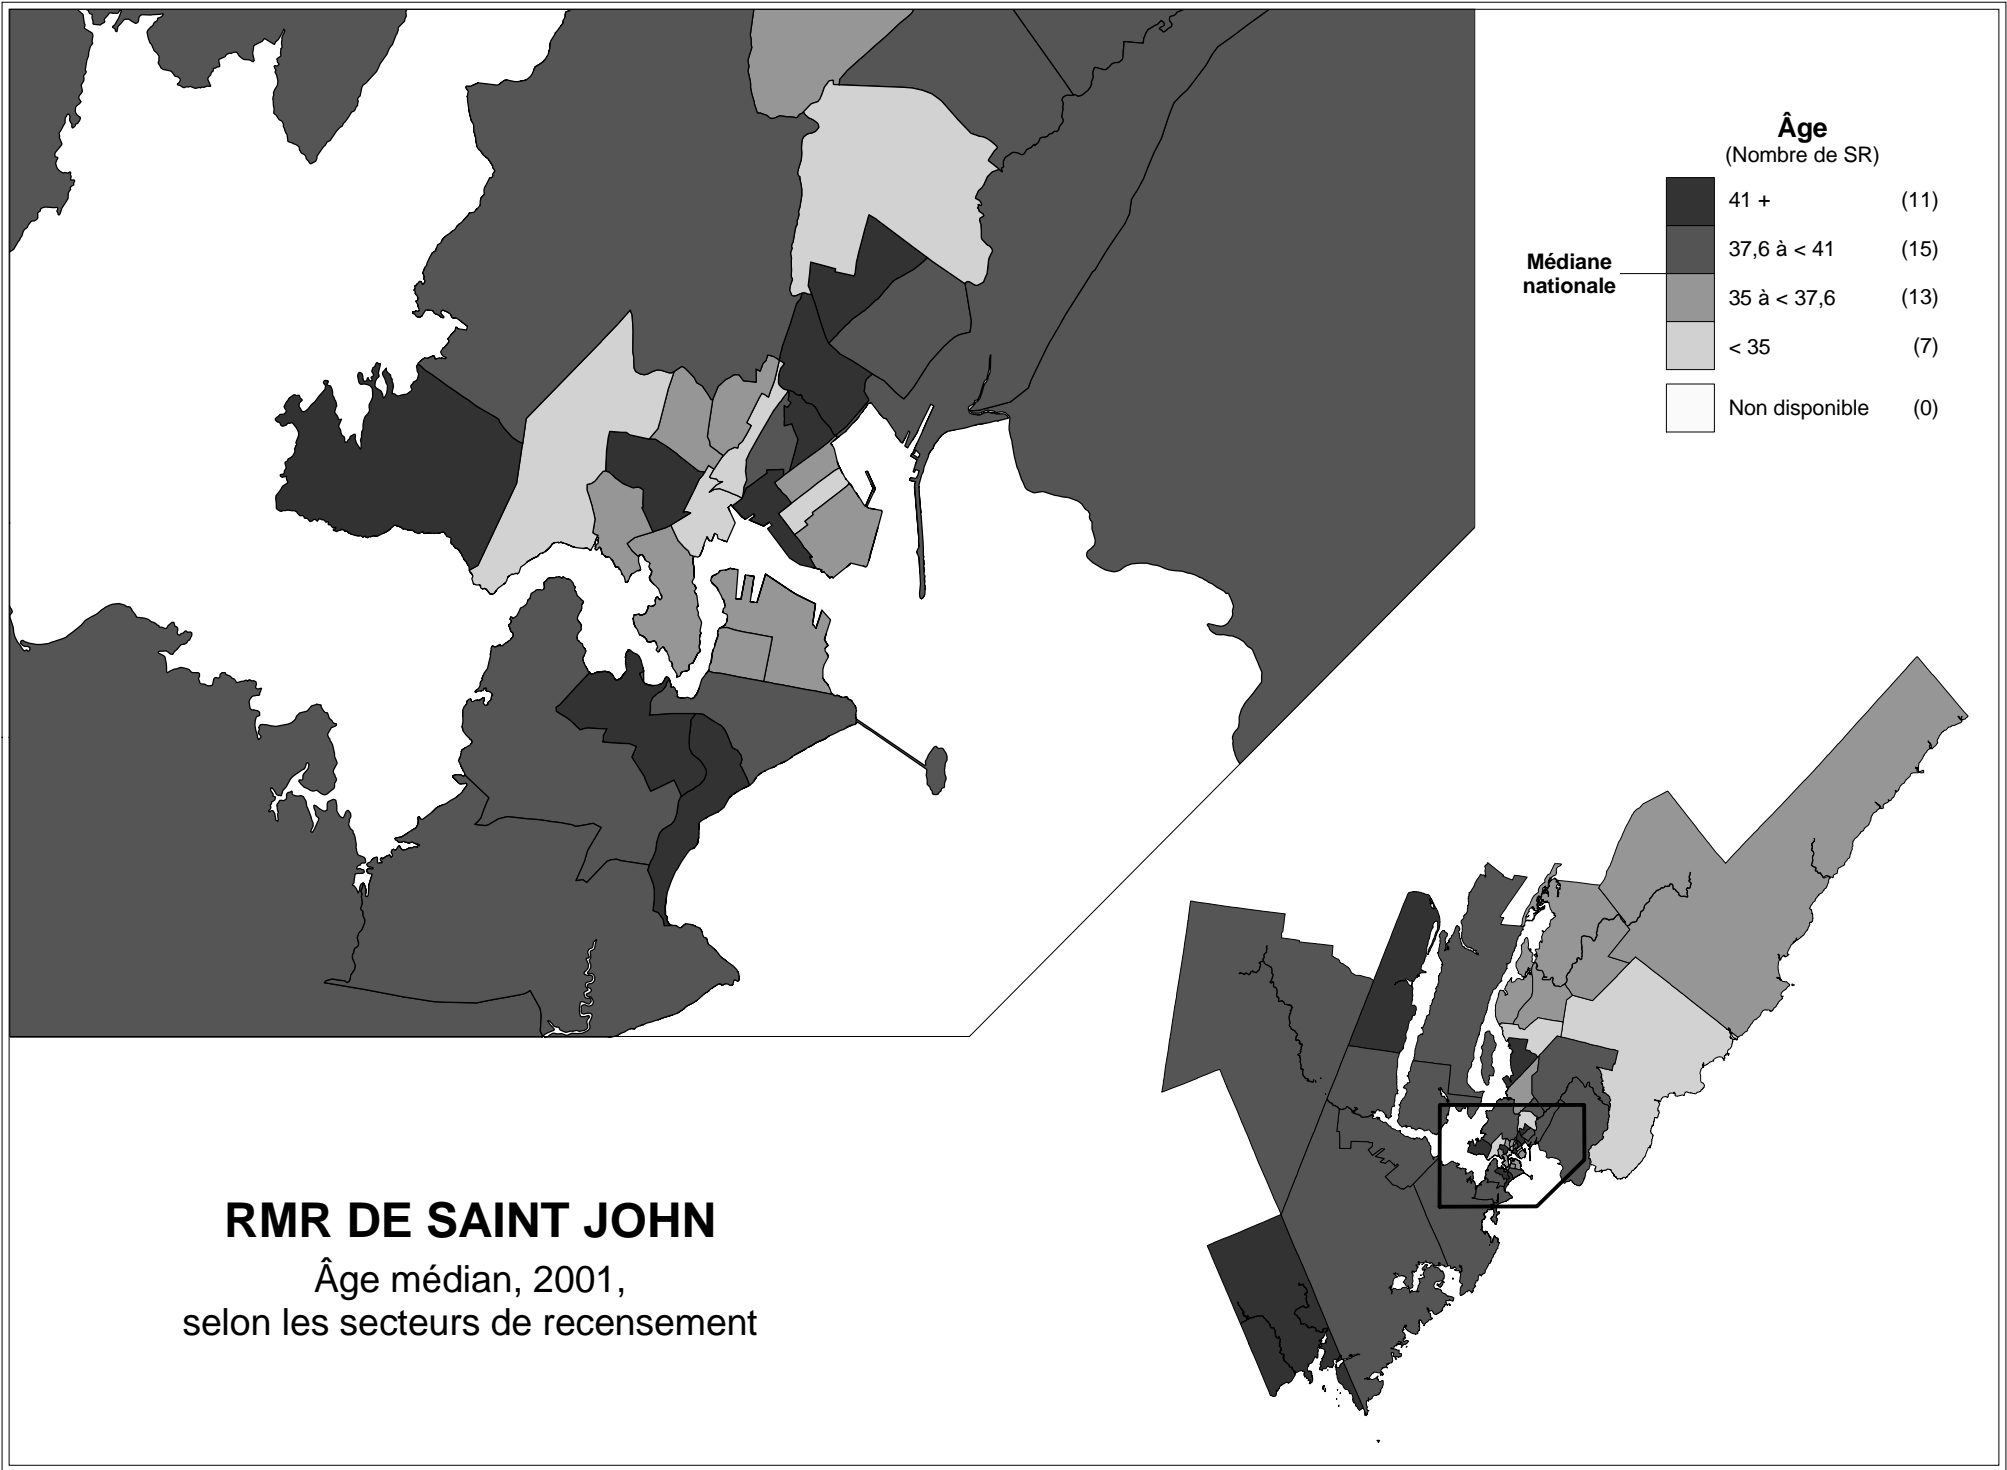 Âge
(Nombre de SR)
41 + (11)
37,6 à < 41 (15)
Médiane
nationale
35 à < 37,6 (13)
< 35 (7)
Non disponible (0)
RMR DE SAINT JOHN
Âge médian, 2001,
selon les secteurs de recensement